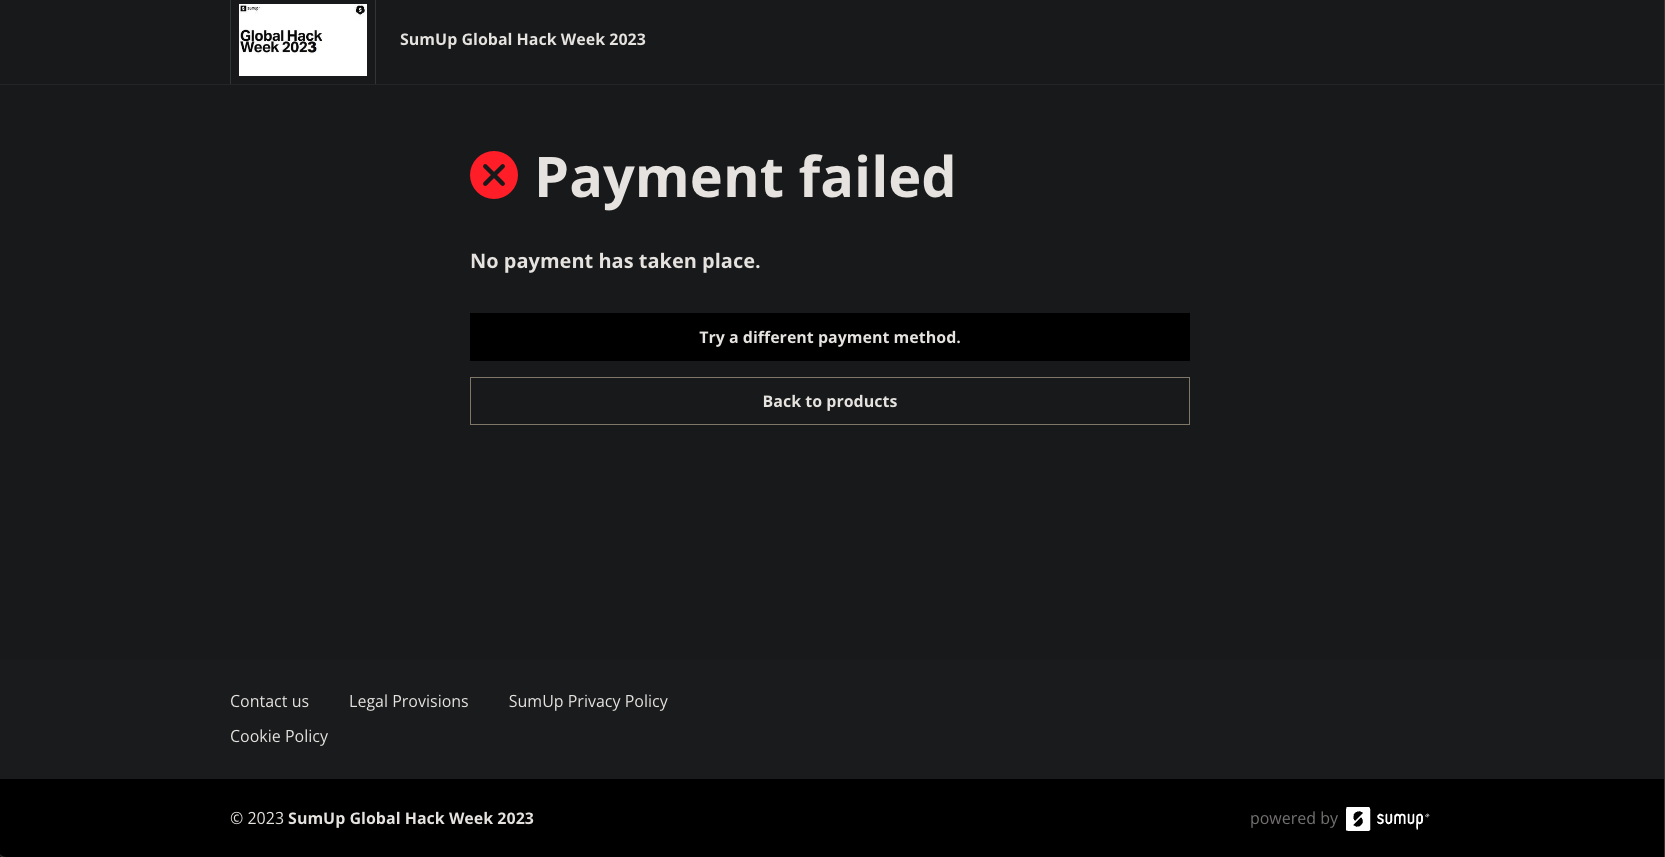 sumup
Global Hack
Week 2023
SumUp Global Hack Week 2023
Payment failed
No payment has taken place.
Try a different payment method.
Back to products
Contact us
Legal Provisions
SumUp Privacy Policy
Cookie Policy
© 2023 SumUp Global Hack Week 2023
powered by sumup®